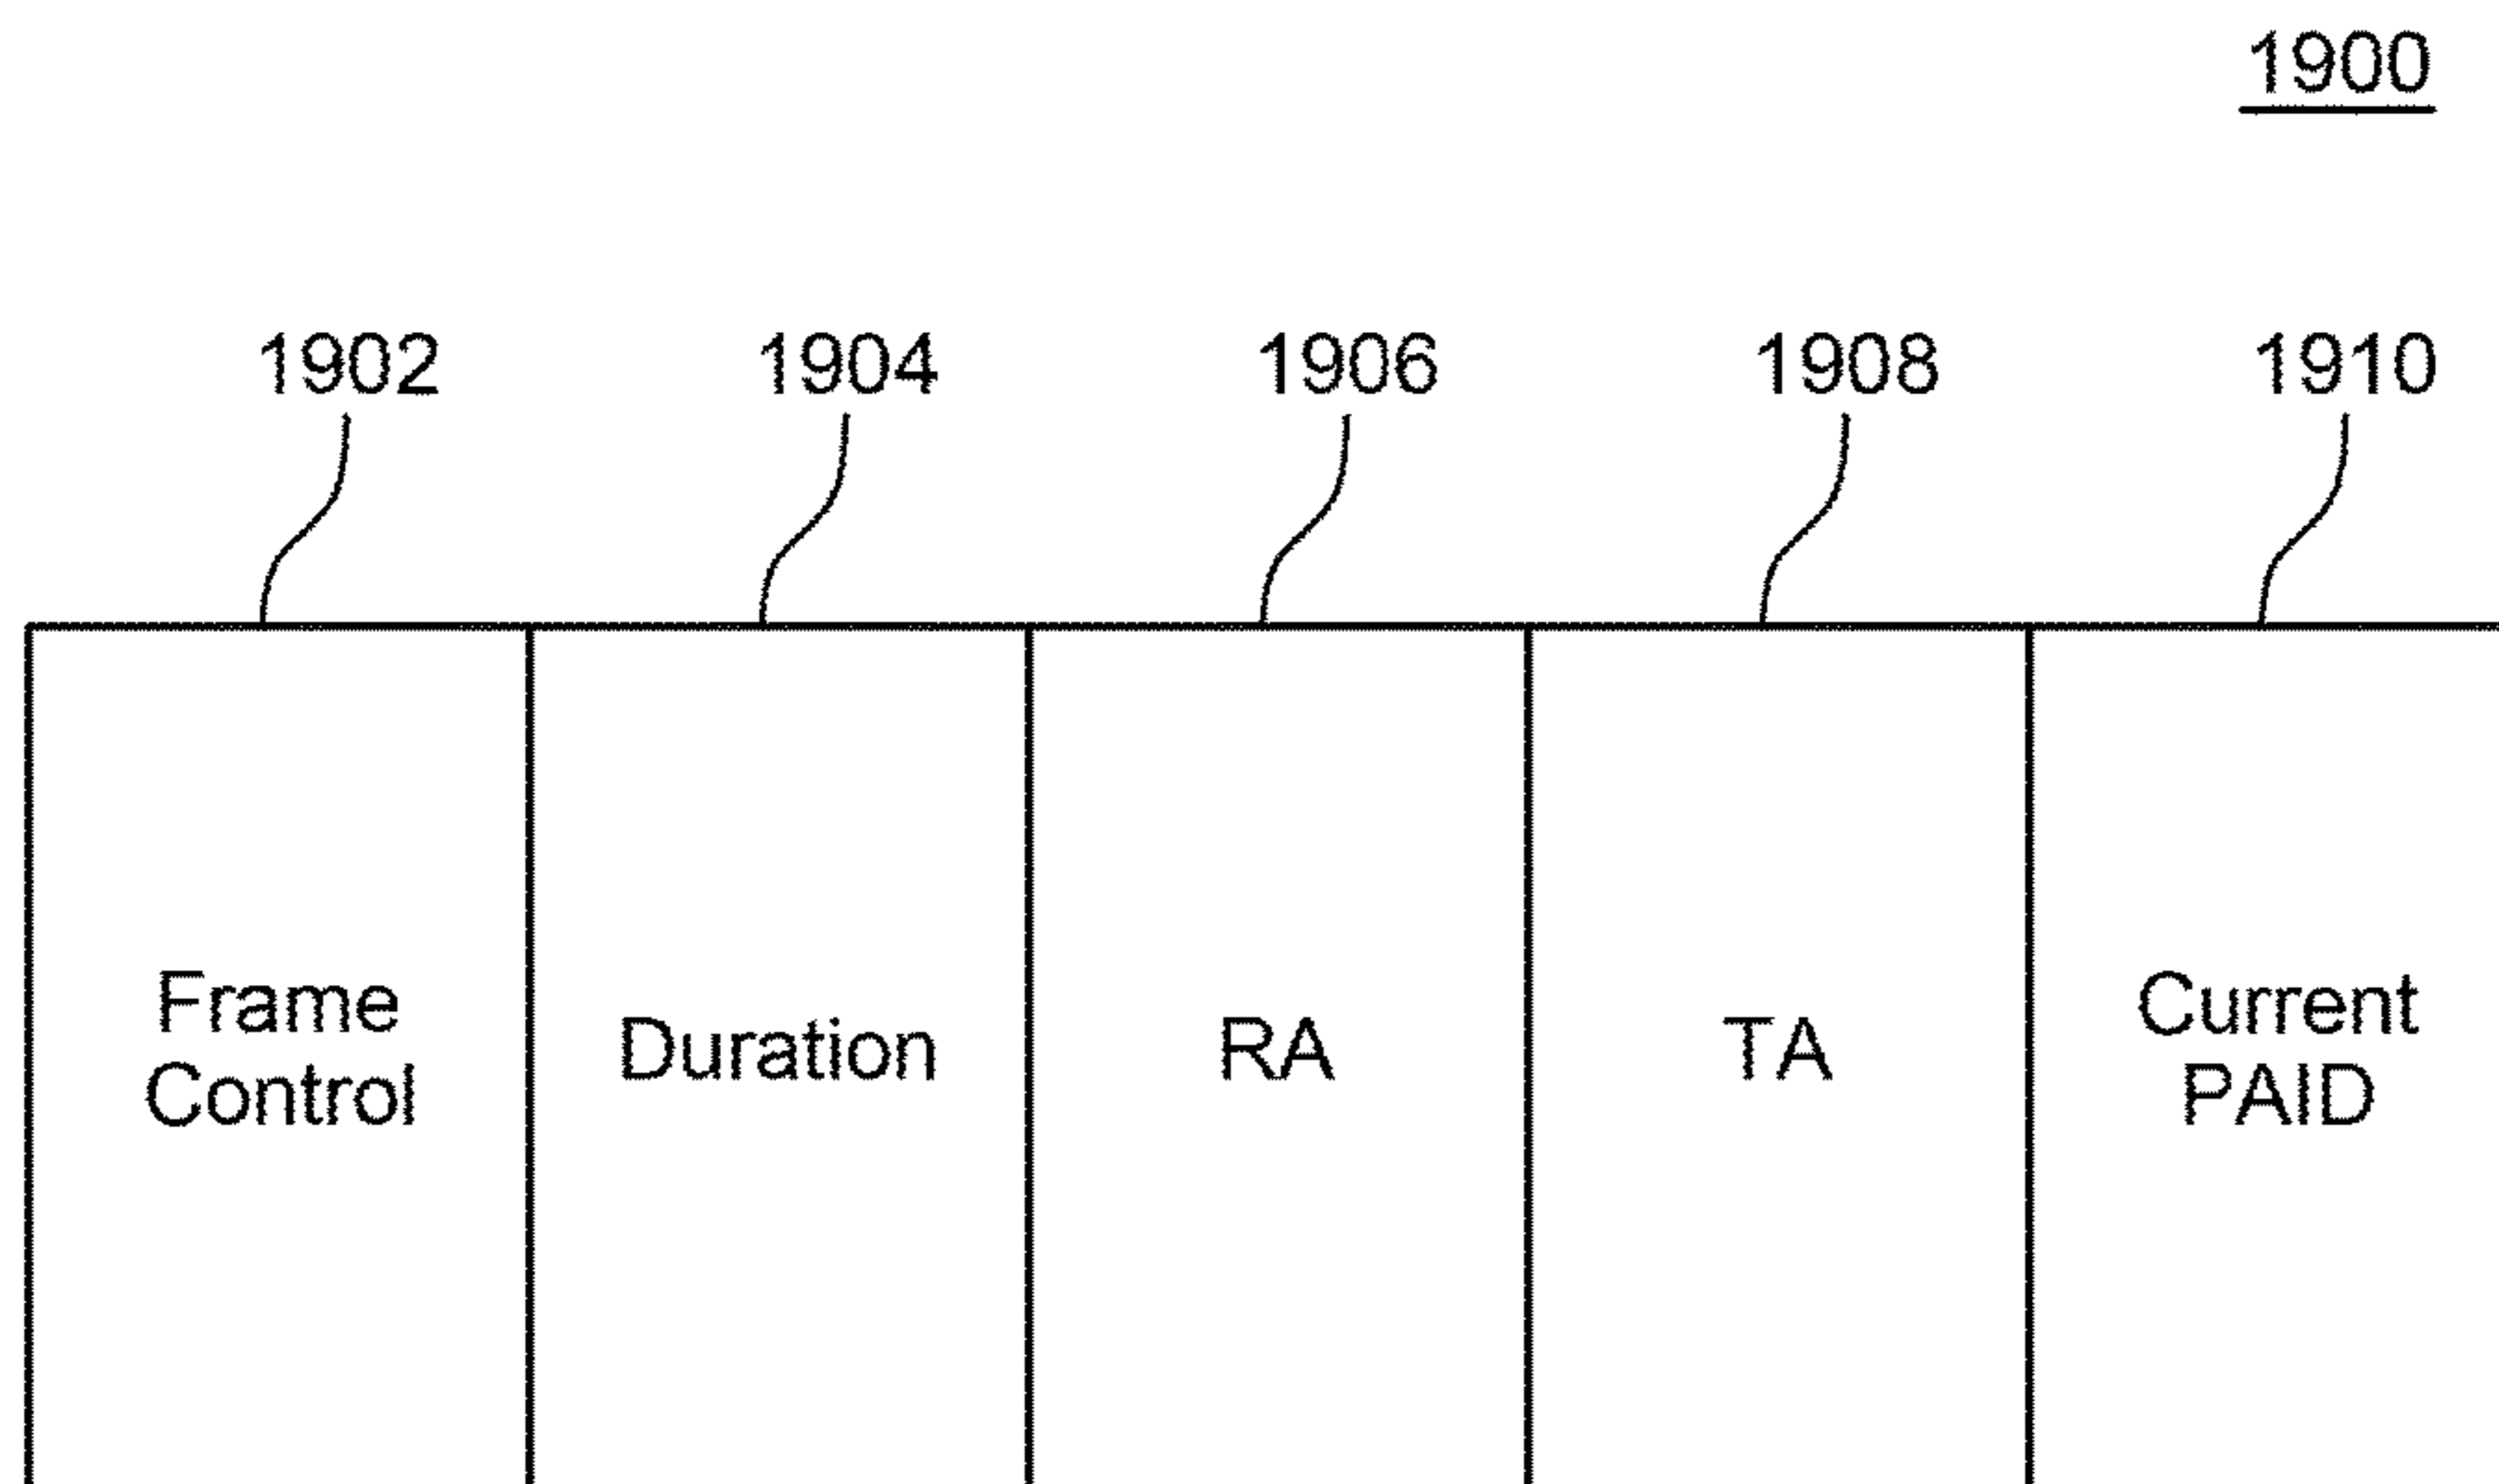 1900
1902 1904 1906 1908 1910
Frame
Control
Duration
RA
TA
Current
PAID